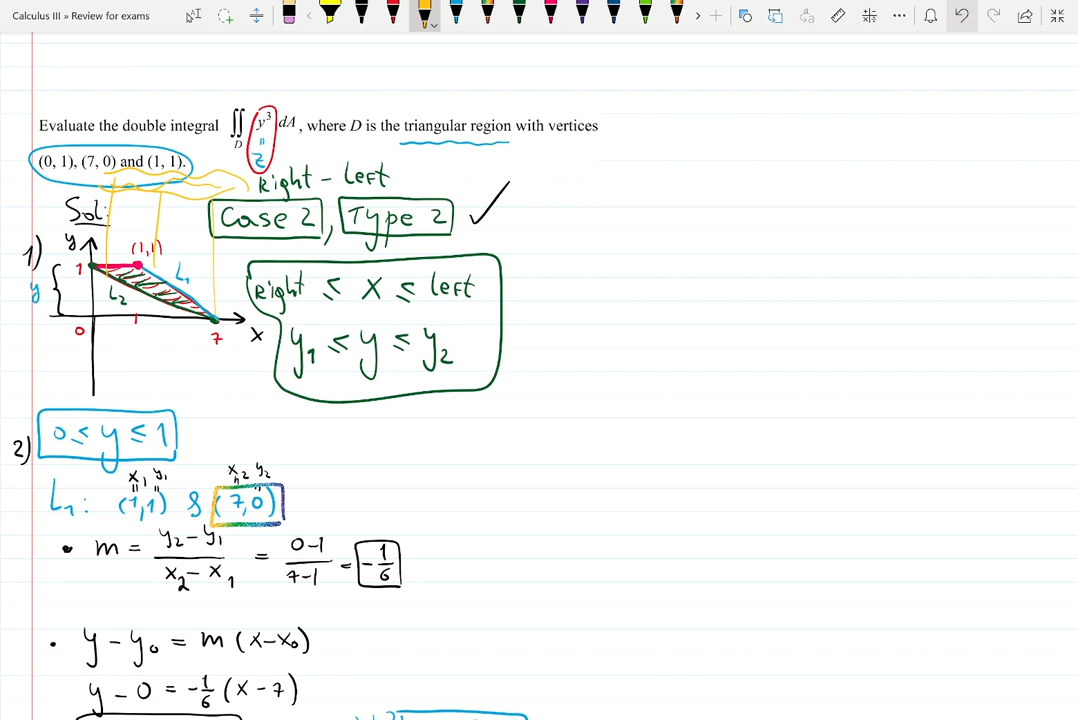 Calculus III » Review for exams
Evaluate the double integral ∬_D y³ dA, where D is the triangular region with vertices
(0, 1), (7, 0) and (1, 1).
"
z
Right - Left
Sol:
Case 2, Type 2 ✓
1)
y
(1,1)
1
L₁
y
L₂
0
1
7
x
Right ≤ x ≤ left
y₁ ≤ y ≤ y₂
2)
0 ≤ y ≤ 1
x₁ y₁ x₂ y₂
L₁: (1,1) & (7,0)
• m = (y₂ - y₁)/(x₂ - x₁) = (0-1)/(7-1) = -1/6
• y - y₀ = m (x-x₀)
y - 0 = -1/6 (x - 7)